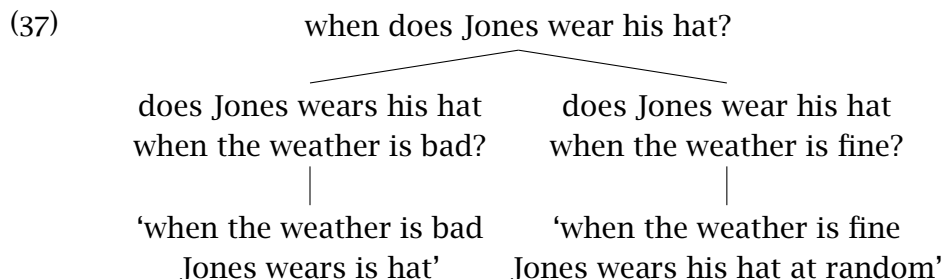 (37) when does Jones wear his hat?
does Jones wears his hat does Jones wear his hat
when the weather is bad? when the weather is fine?
‘when the weather is bad ‘when the weather is fine
Jones wears is hat’ Jones wears his hat at random’